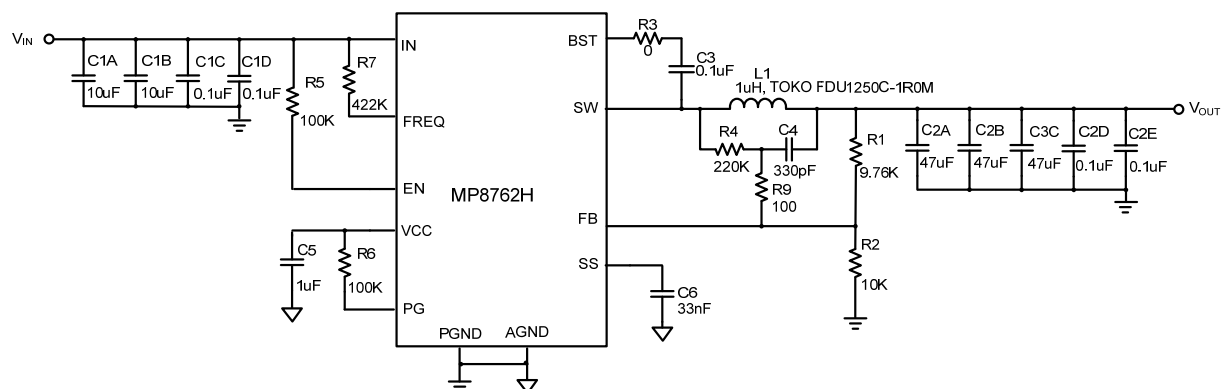 VIN
C1A
10uF
C1B
10uF
C1C
0.1uF
C1D
0.1uF
R5
100K
R7
422K
IN
FREQ
EN
VCC
PG
C5
1uF
R6
100K
MP8762H
PGND
AGND
BST
SW
FB
SS
R3
0
C3
0.1uF
L1
1uH, TOKO FDU1250C-1R0M
R4
220K
C4
330pF
R9
100
R1
9.76K
R2
10K
C6
33nF
C2A
47uF
C2B
47uF
C3C
47uF
C2D
0.1uF
C2E
0.1uF
VOUT